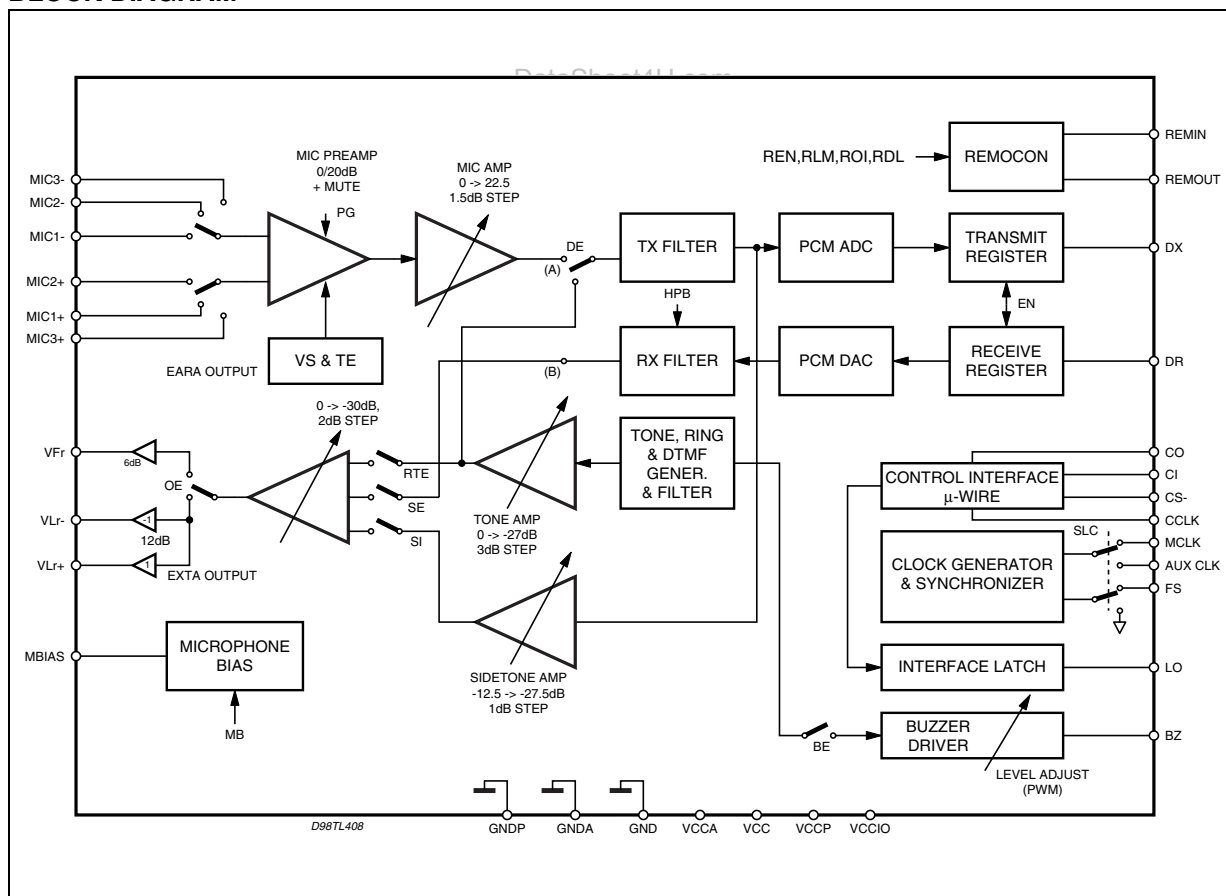 MIC3-
MIC2-
MIC1-
MIC2+
MIC1+
MIC3+
MIC PREAMP
0/20dB
+ MUTE
PG
MIC AMP
0 -> 22.5
1.5dB STEP
VS & TE
DE
(A)
(B)
TX FILTER
HPB
RX FILTER
PCM ADC
PCM DAC
REN,RLM,ROI,RDL
REMOCON
REMIN
REMOUT
TRANSMIT
REGISTER
DX
EN
RECEIVE
REGISTER
DR
EARA OUTPUT
VFr
6dB
OE
VLr-
-1
12dB
VLr+
1
EXTA OUTPUT
0 -> -30dB,
2dB STEP
RTE
SE
SI
TONE AMP
0 -> -27dB
3dB STEP
TONE, RING
& DTMF
GENER.
& FILTER
CONTROL INTERFACE
μ-WIRE
CO
CI
CS-
CCLK
CLOCK GENERATOR
& SYNCHRONIZER
SLC
MCLK
AUX CLK
FS
MBIAS
MICROPHONE
BIAS
MB
SIDETONE AMP
-12.5 -> -27.5dB
1dB STEP
INTERFACE LATCH
LO
BE
BUZZER
DRIVER
BZ
LEVEL ADJUST
(PWM)
D98TL408
GNDP
GNDA
GND
VCCA
VCC
VCCP
VCCIO